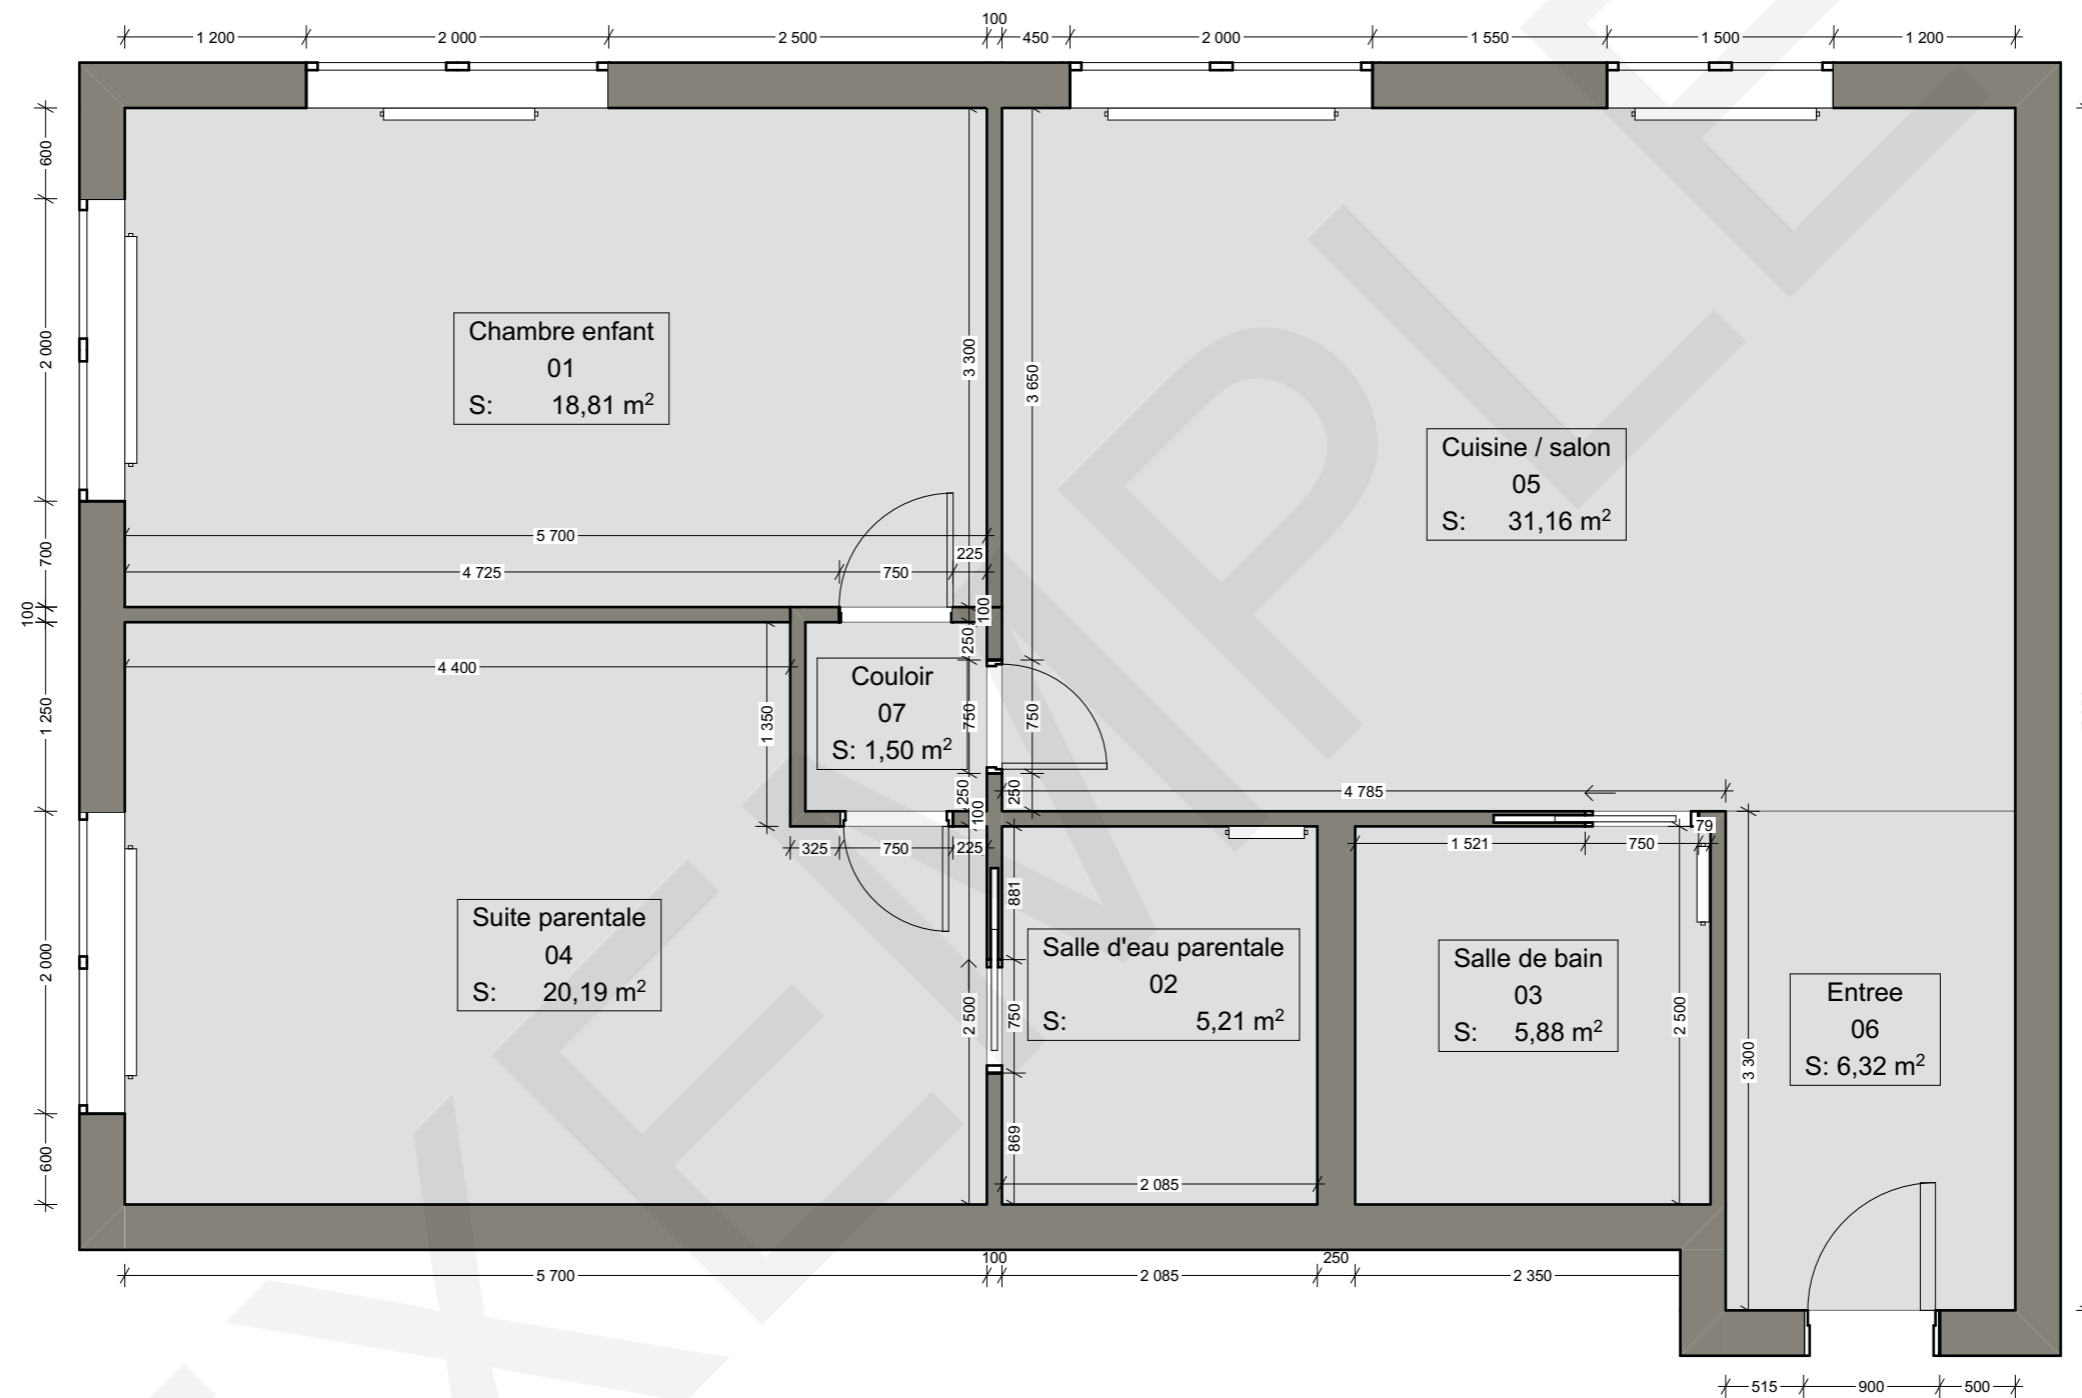 100
1 200 2 000 2 500 450 2 000 1 550 1 500 1 200
600
2 000
700
100
1 250
2 000
600
Chambre enfant
01
S: 18,81 m²
3 300
3 650
Cuisine / salon
05
S: 31,16 m²
5 700
225
4 725 750
100
250
4 400
1 350
Couloir
07
S: 1,50 m²
750
750
250
250
100
4 785
325 750 225
79
1 521 750
881
Suite parentale
04
S: 20,19 m²
2 500
750
869
Salle d'eau parentale
02
S: 5,21 m²
2 085
Salle de bain
03
S: 5,88 m²
2 500
3 300
Entree
06
S: 6,32 m²
100 250
5 700 2 085 2 350
515 900 500
EXEMPLE